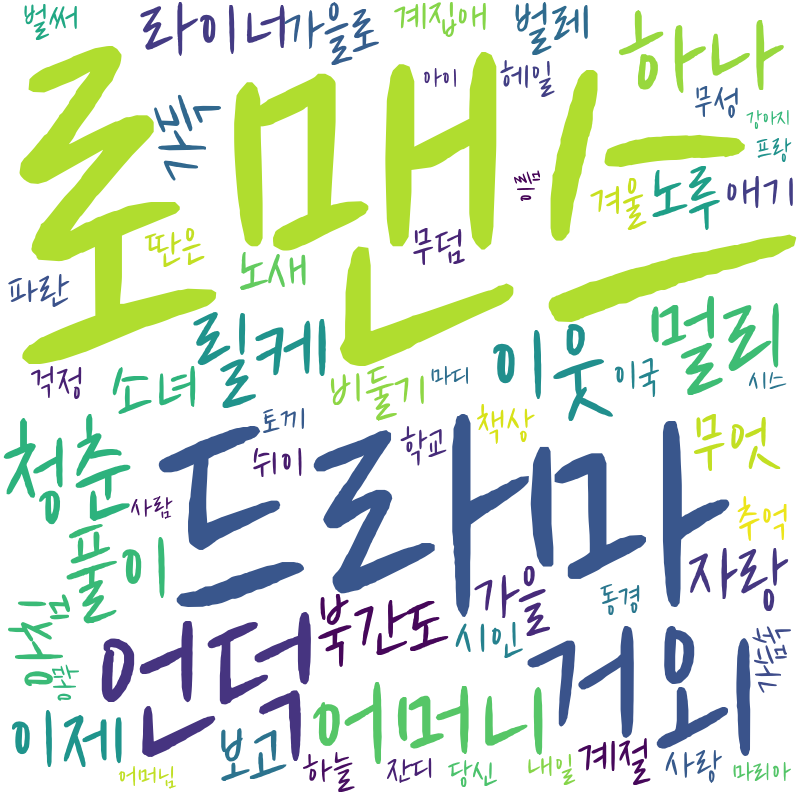 벌써
라이너
가을로
계집애
벌레
하나
로맨스
가득
아이
헤일
무성
강아지
프랑
겨울
노루
애기
딴은
무덤
노새
파란
릴케
이웃
멀리
이국
시스
걱정
소녀
비둘기
마디
토끼
책상
청춘
드라마
쉬이
학교
무엇
사람
추억
풀이
자랑
아침
북간도
가을
동경
시인
언덕
거외
이제
보고
어머니
하늘
잔디
당신
내일
계절
사랑
마리아
어머님